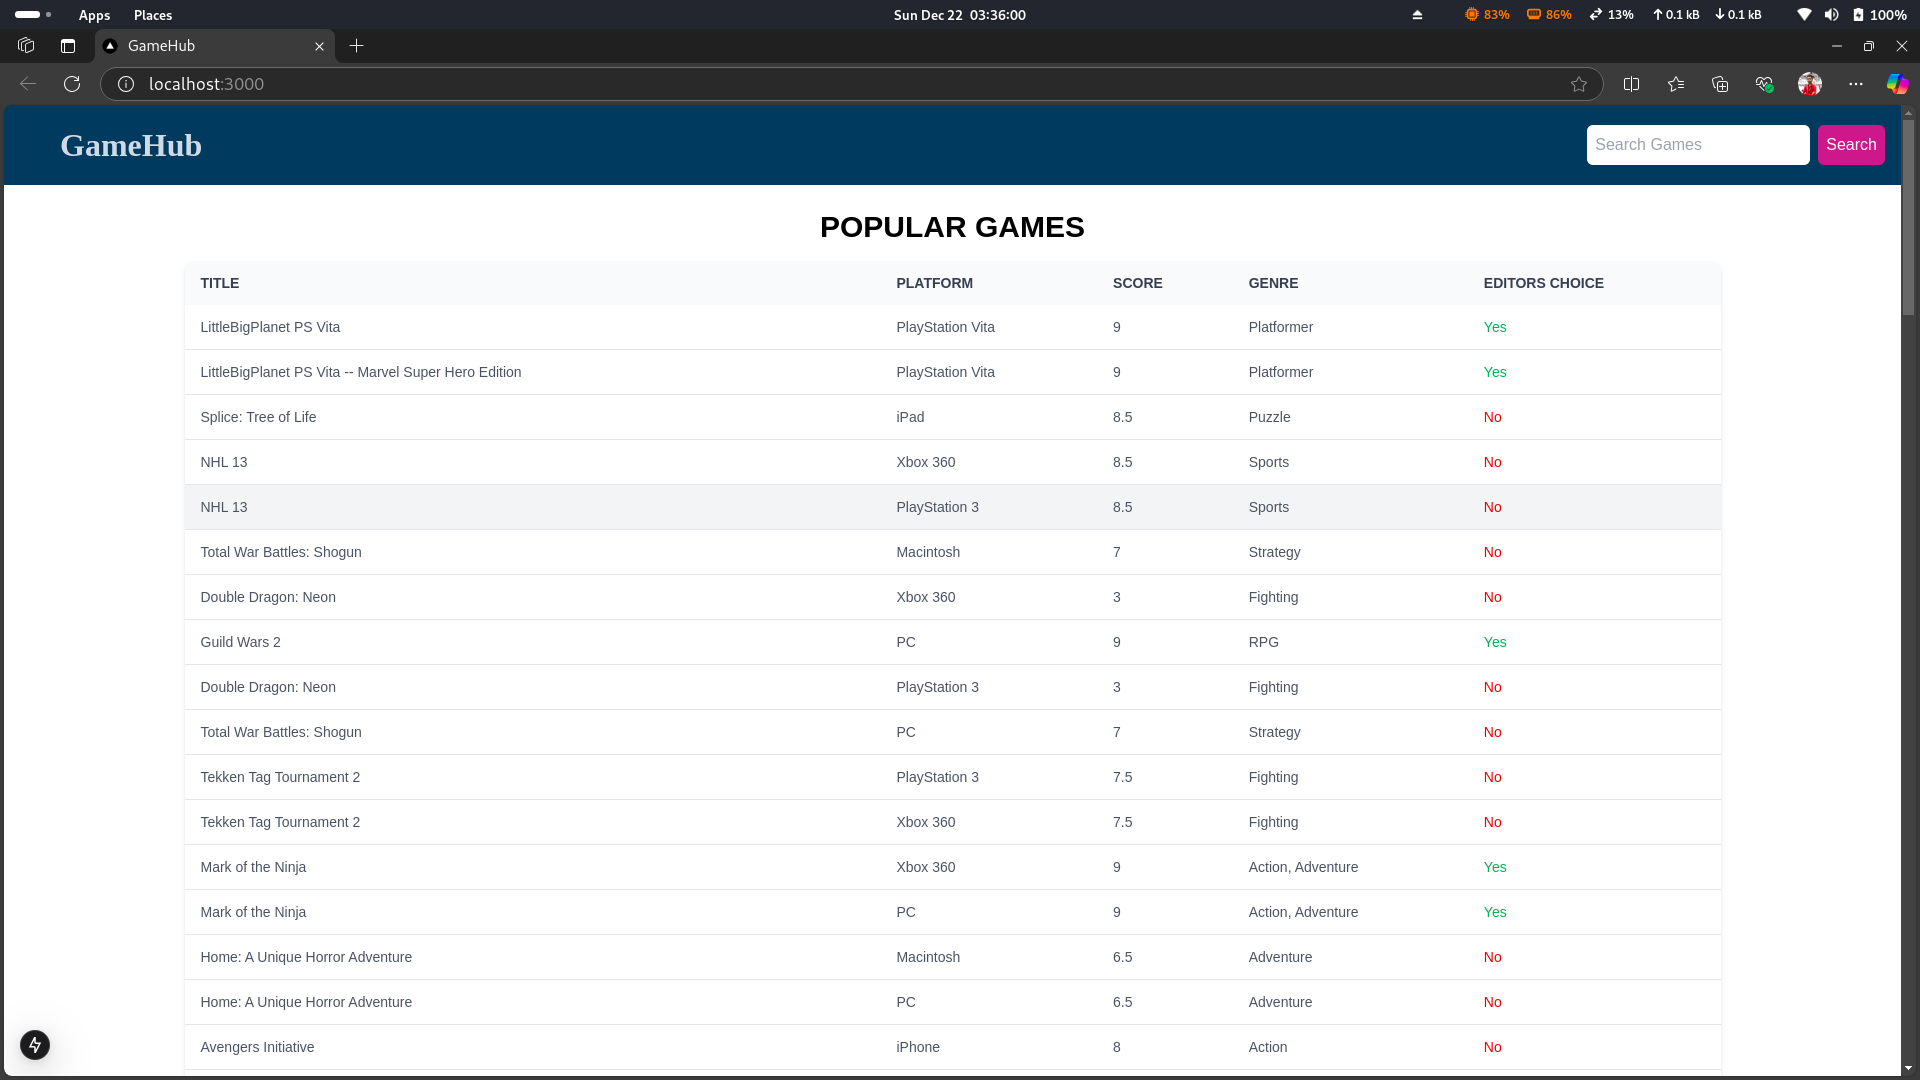 Apps Places Sun Dec 22 03:36:00 83% 86% 13% 0.1 kB 0.1 kB 100%
GameHub
localhost:3000
GameHub Search Games Search
POPULAR GAMES
TITLE PLATFORM SCORE GENRE EDITORS CHOICE
LittleBigPlanet PS Vita PlayStation Vita 9 Platformer Yes
LittleBigPlanet PS Vita -- Marvel Super Hero Edition PlayStation Vita 9 Platformer Yes
Splice: Tree of Life iPad 8.5 Puzzle No
NHL 13 Xbox 360 8.5 Sports No
NHL 13 PlayStation 3 8.5 Sports No
Total War Battles: Shogun Macintosh 7 Strategy No
Double Dragon: Neon Xbox 360 3 Fighting No
Guild Wars 2 PC 9 RPG Yes
Double Dragon: Neon PlayStation 3 3 Fighting No
Total War Battles: Shogun PC 7 Strategy No
Tekken Tag Tournament 2 PlayStation 3 7.5 Fighting No
Tekken Tag Tournament 2 Xbox 360 7.5 Fighting No
Mark of the Ninja Xbox 360 9 Action, Adventure Yes
Mark of the Ninja PC 9 Action, Adventure Yes
Home: A Unique Horror Adventure Macintosh 6.5 Adventure No
Home: A Unique Horror Adventure PC 6.5 Adventure No
Avengers Initiative iPhone 8 Action No